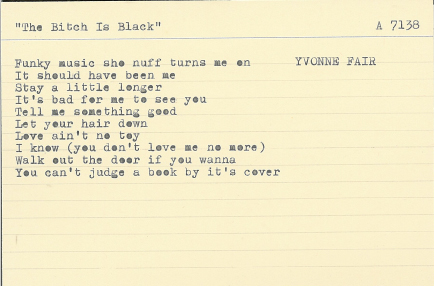 "The Bitch Is Black" A 7138
Funky music sho nuff turns me on YVONNE FAIR
It should have been me
Stay a little longer
It's bad for me to see you
Tell me something good
Let your hair down
Love ain't no toy
I know (you don't love me no more)
Walk out the door if you wanna
You can't judge a book by it's cover